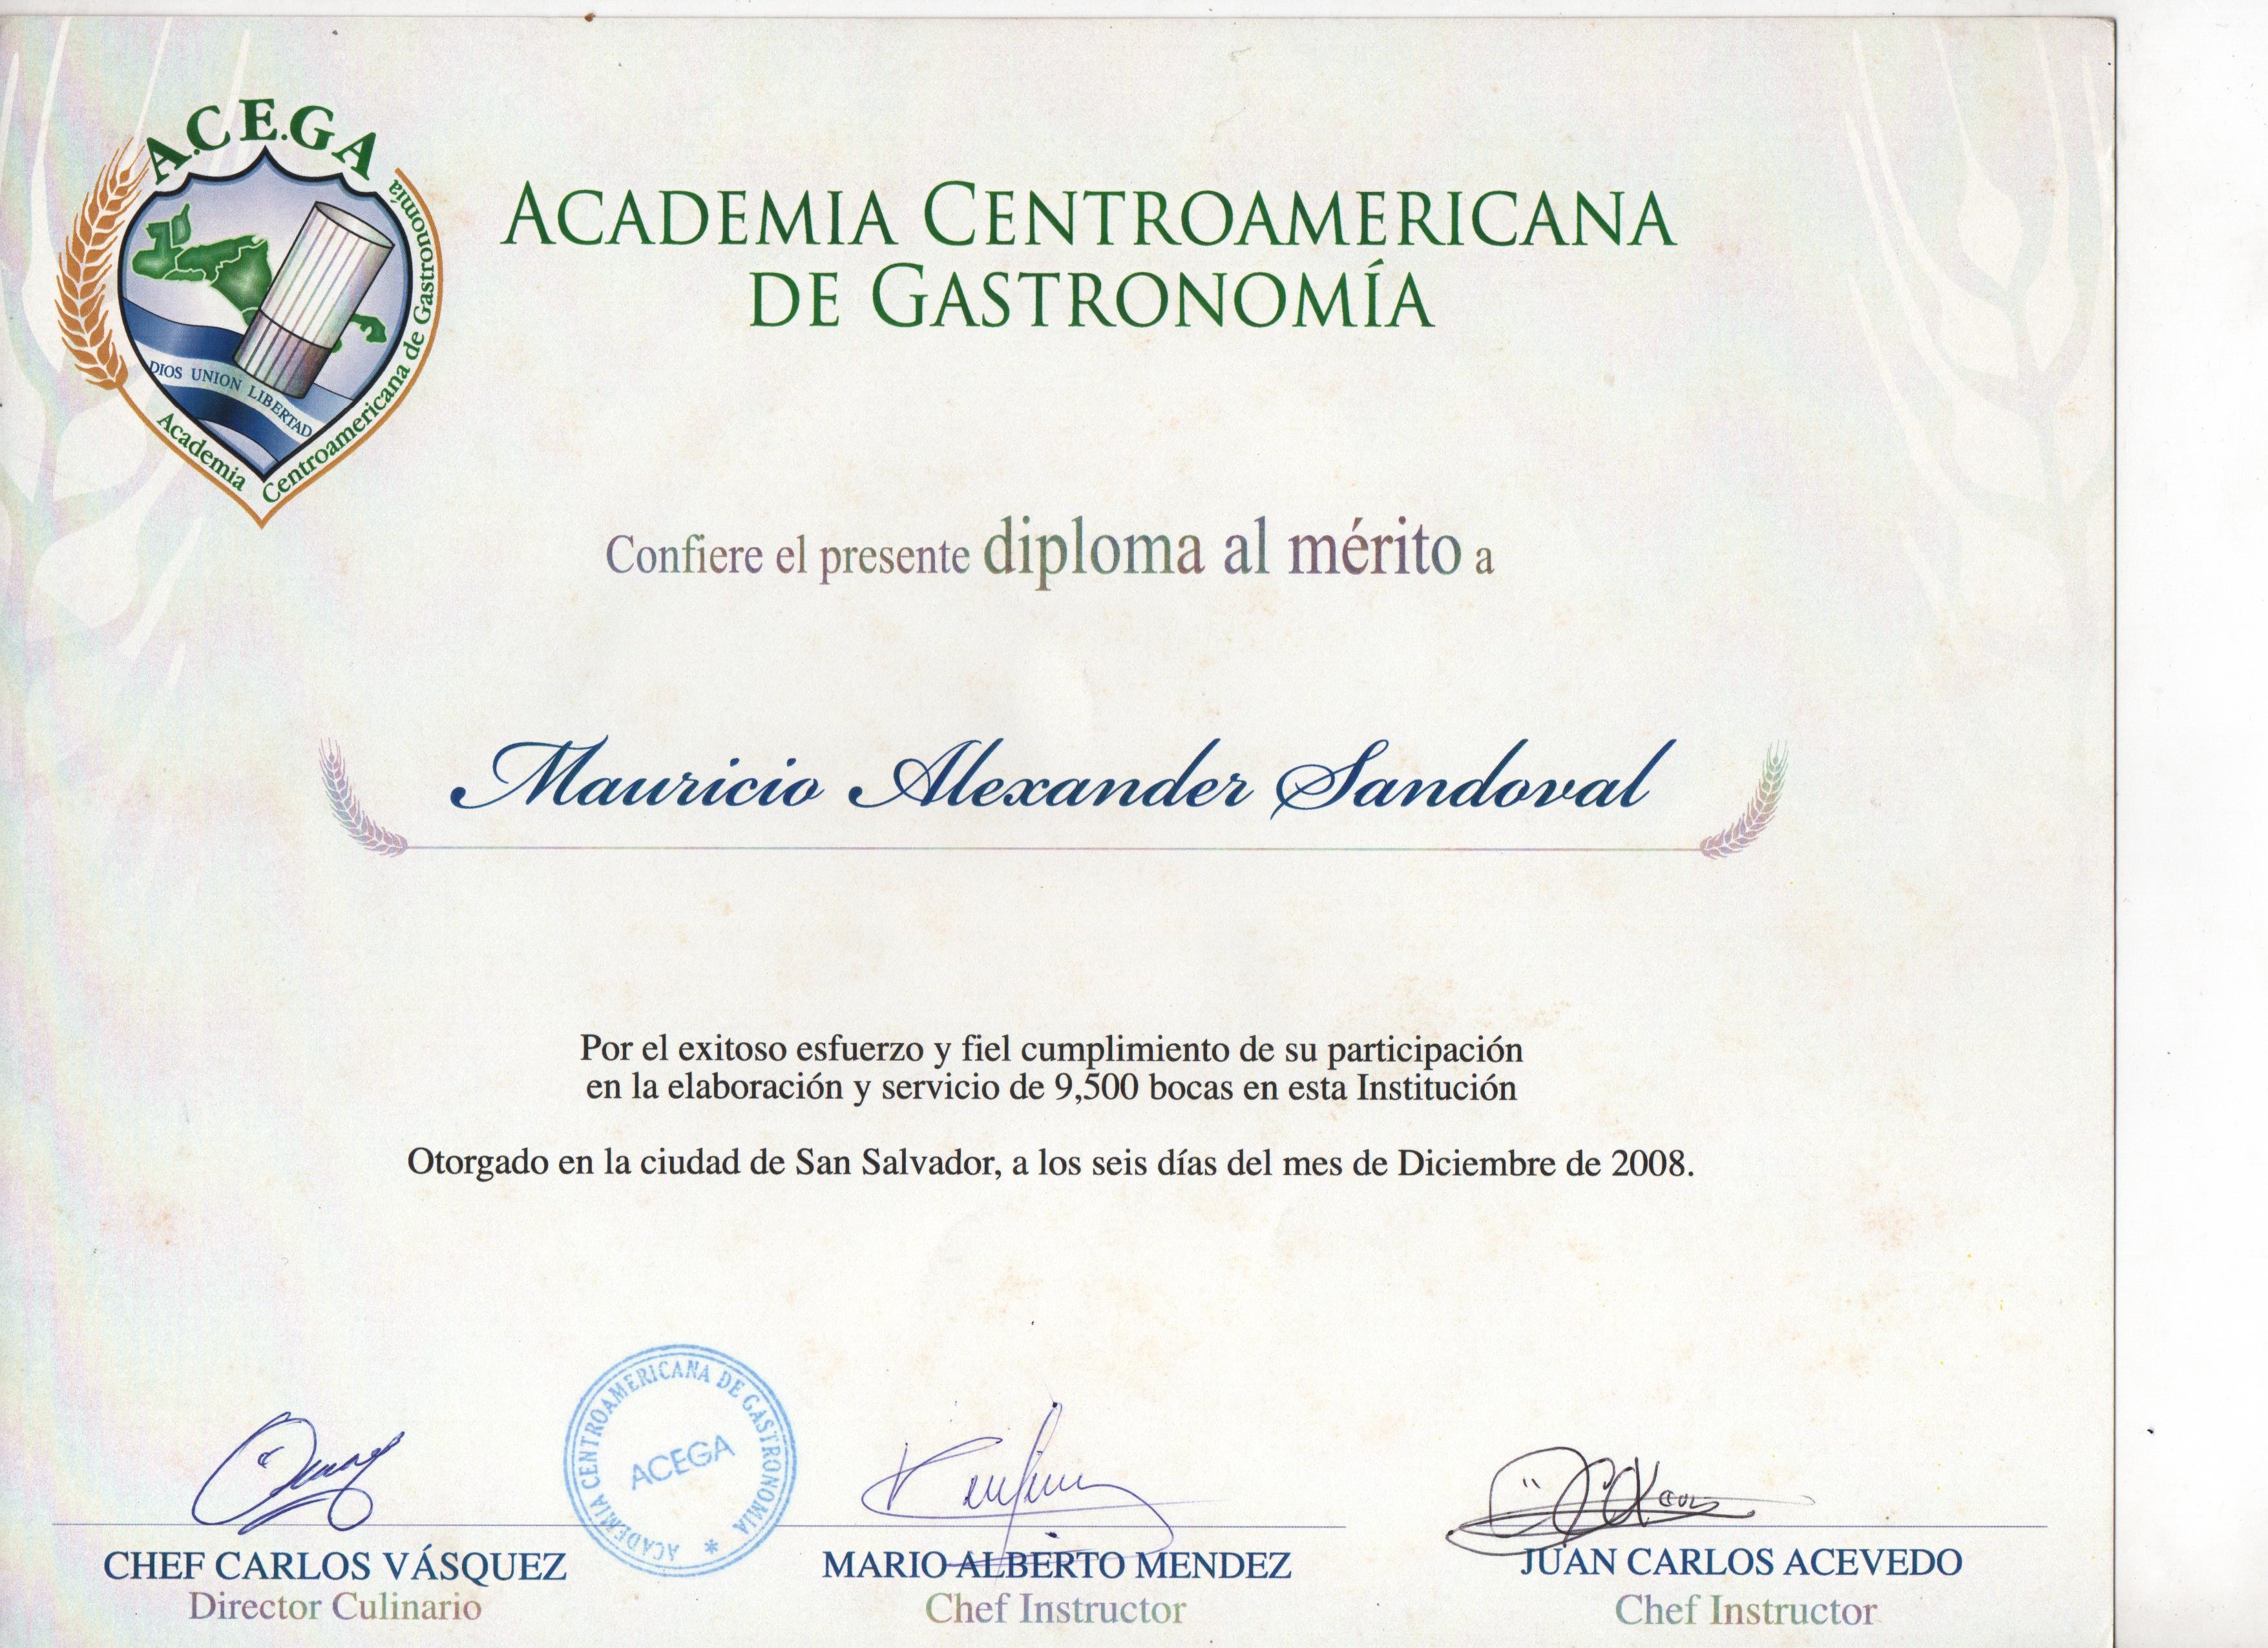 A.C.E.GA
DIOS UNION LIBERTAD
Academia Centroamericana de Gastronomía
ACADEMIA CENTROAMERICANA
DE GASTRONOMÍA
Confiere el presente diploma al mérito a
Mauricio Alexander Sandoval
Por el exitoso esfuerzo y fiel cumplimiento de su participación
en la elaboración y servicio de 9,500 bocas en esta Institución
Otorgado en la ciudad de San Salvador, a los seis días del mes de Diciembre de 2008.
ACADEMIA CENTROAMERICANA DE GASTRONOMIA *
ACEGA
CHEF CARLOS VÁSQUEZ
Director Culinario
MARIO ALBERTO MENDEZ
Chef Instructor
JUAN CARLOS ACEVEDO
Chef Instructor